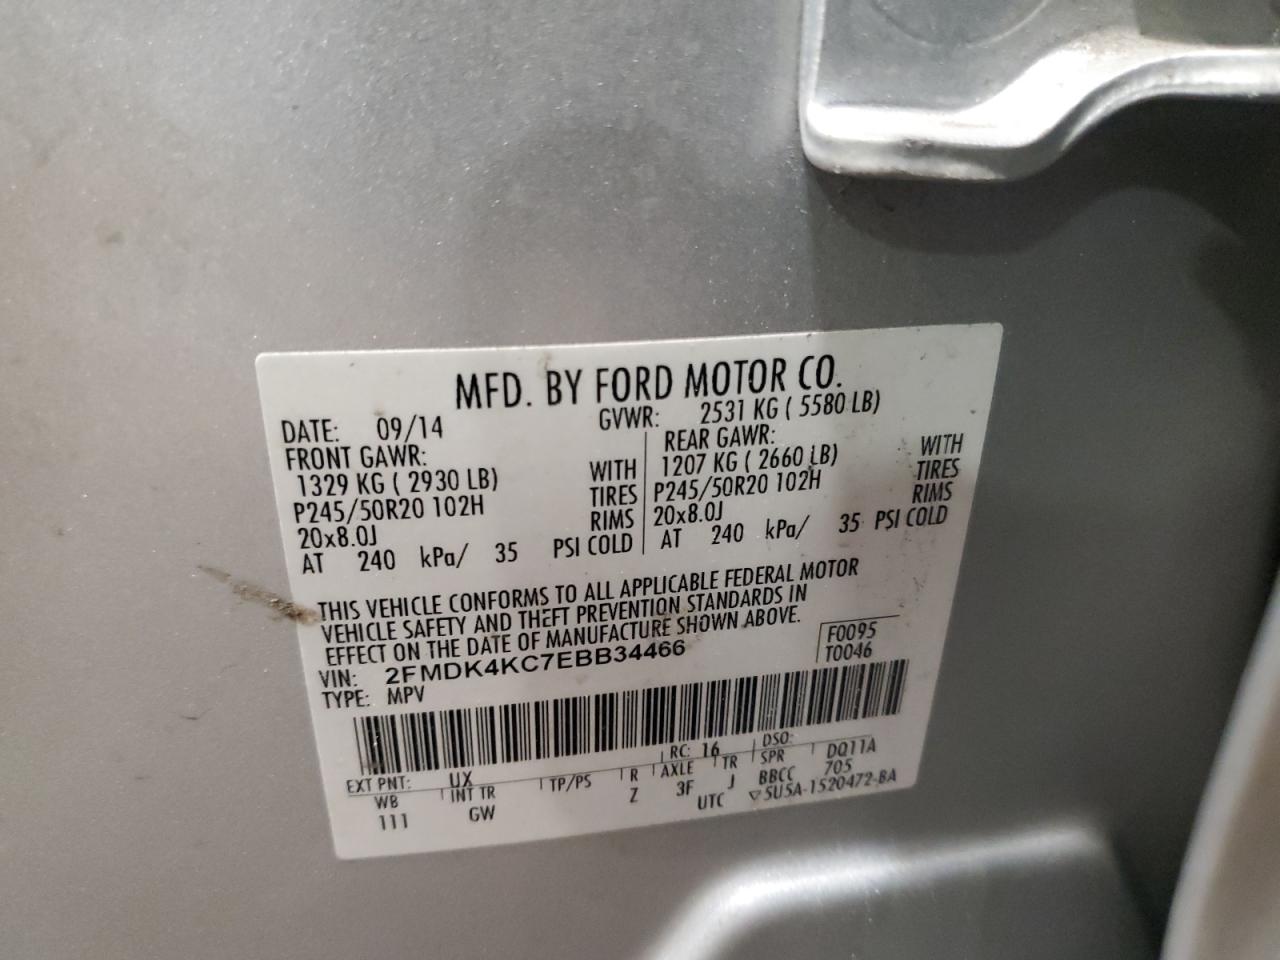 MFD. BY FORD MOTOR CO.
DATE: 09/14 GVWR: 2531 KG ( 5580 LB)
FRONT GAWR: REAR GAWR:
1329 KG ( 2930 LB) WITH 1207 KG ( 2660 LB) WITH
P245/50R20 102H TIRES P245/50R20 102H TIRES
20x8.0J RIMS 20x8.0J RIMS
AT 240 kPa/ 35 PSI COLD AT 240 kPa/ 35 PSI COLD
THIS VEHICLE CONFORMS TO ALL APPLICABLE FEDERAL MOTOR
VEHICLE SAFETY AND THEFT PREVENTION STANDARDS IN
EFFECT ON THE DATE OF MANUFACTURE SHOWN ABOVE.
VIN: 2FMDK4KC7EBB34466 F0095
TYPE: MPV T0046
EXT PNT: UX RC: 16 DSO:
WB INT TR TP/PS R AXLE TR SPR DQ11A
111 GW Z 3F J BBCC 705
UTC ▽5U5A-1520472-BA